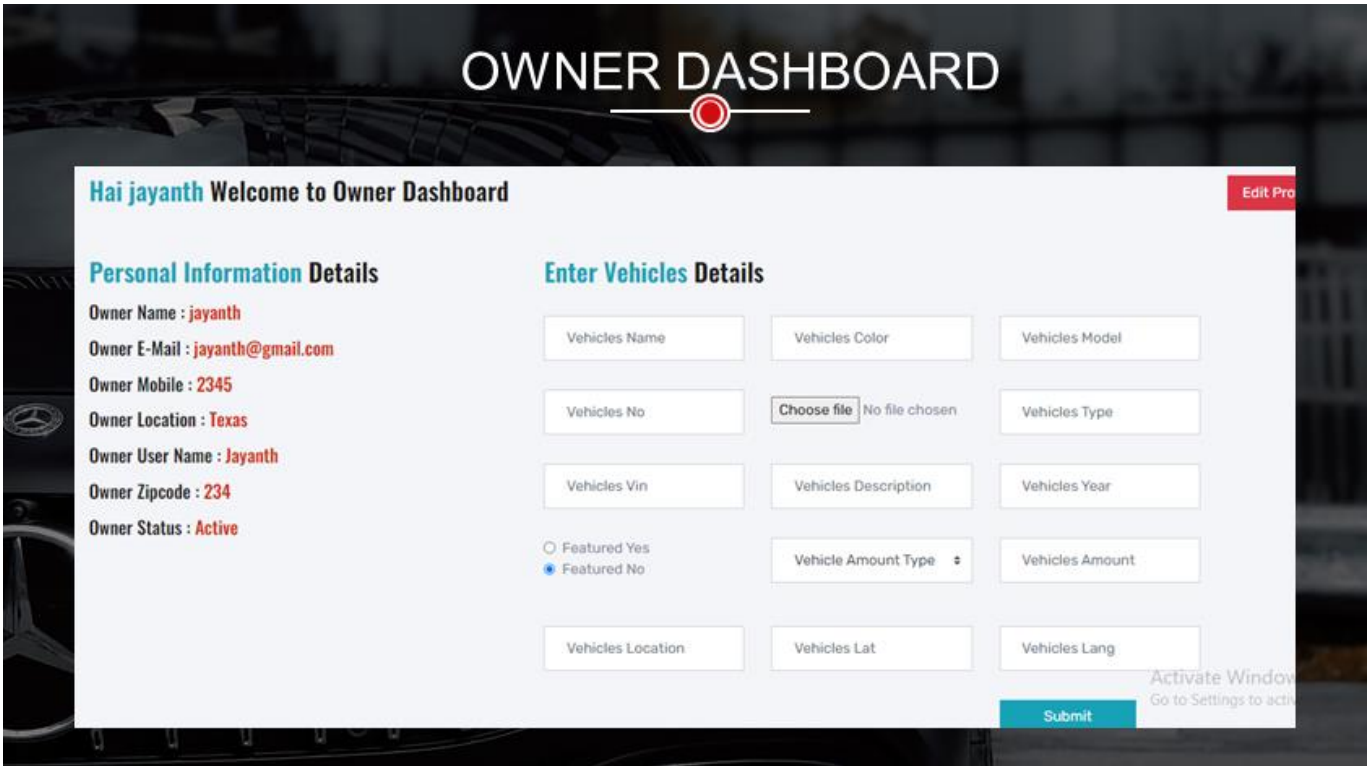 OWNER DASHBOARD
Hai jayanth Welcome to Owner Dashboard
Edit Pro
Personal Information Details
Owner Name : jayanth
Owner E-Mail : jayanth@gmail.com
Owner Mobile : 2345
Owner Location : Texas
Owner User Name : Jayanth
Owner Zipcode : 234
Owner Status : Active
Enter Vehicles Details
Vehicles Name
Vehicles Color
Vehicles Model
Vehicles No
Choose file No file chosen
Vehicles Type
Vehicles Vin
Vehicles Description
Vehicles Year
Featured Yes
Featured No
Vehicle Amount Type
Vehicles Amount
Vehicles Location
Vehicles Lat
Vehicles Lang
Activate Window
Go to Settings to activ
Submit